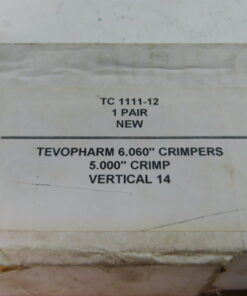 TC 1111-12
1 PAIR
NEW
TEVOPHARM 6.060" CRIMPERS
5.000" CRIMP
VERTICAL 14